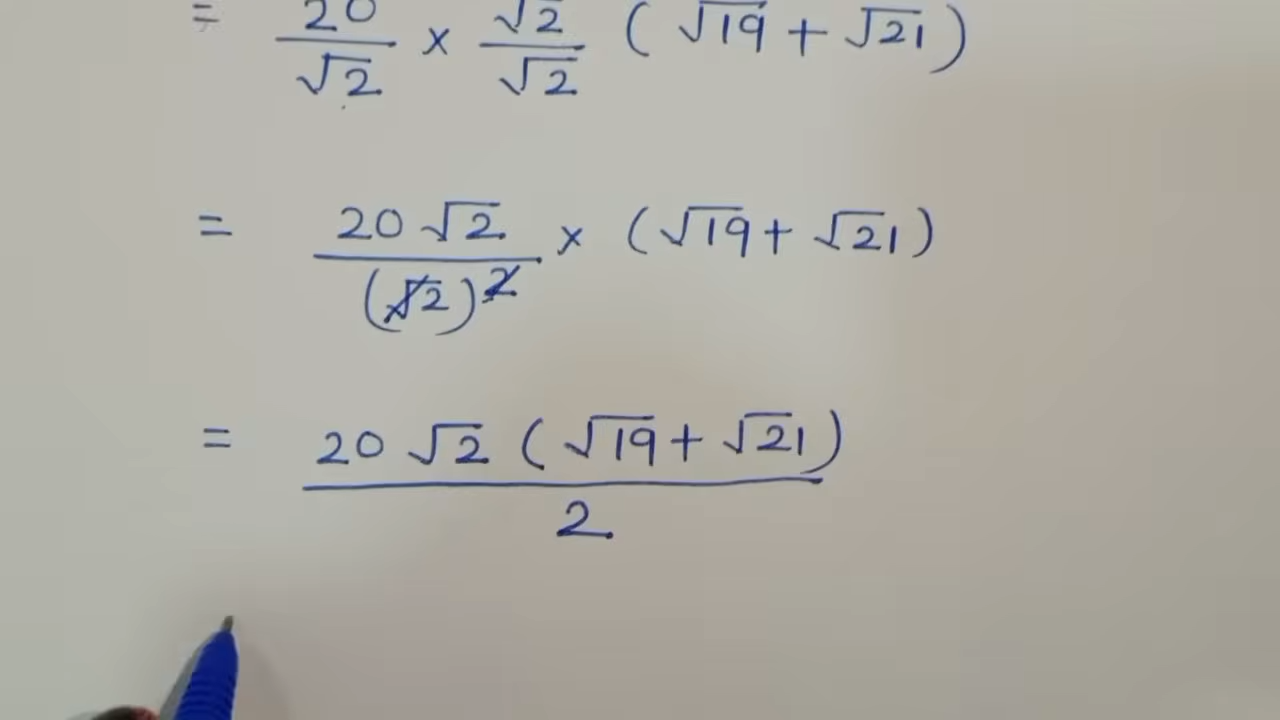 = 20/√2 × √2/√2 (√19 + √21)
= 20√2/(√2)² × (√19 + √21)
= 20√2 (√19 + √21)/2